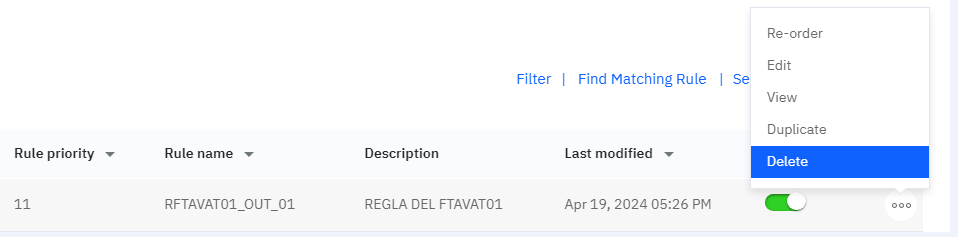 Re-order
Edit
Filter | Find Matching Rule | Se
View
Duplicate
Rule priority Rule name Description Last modified
Delete
11 RFTAVAT01_OUT_01 REGLA DEL FTAVAT01 Apr 19, 2024 05:26 PM